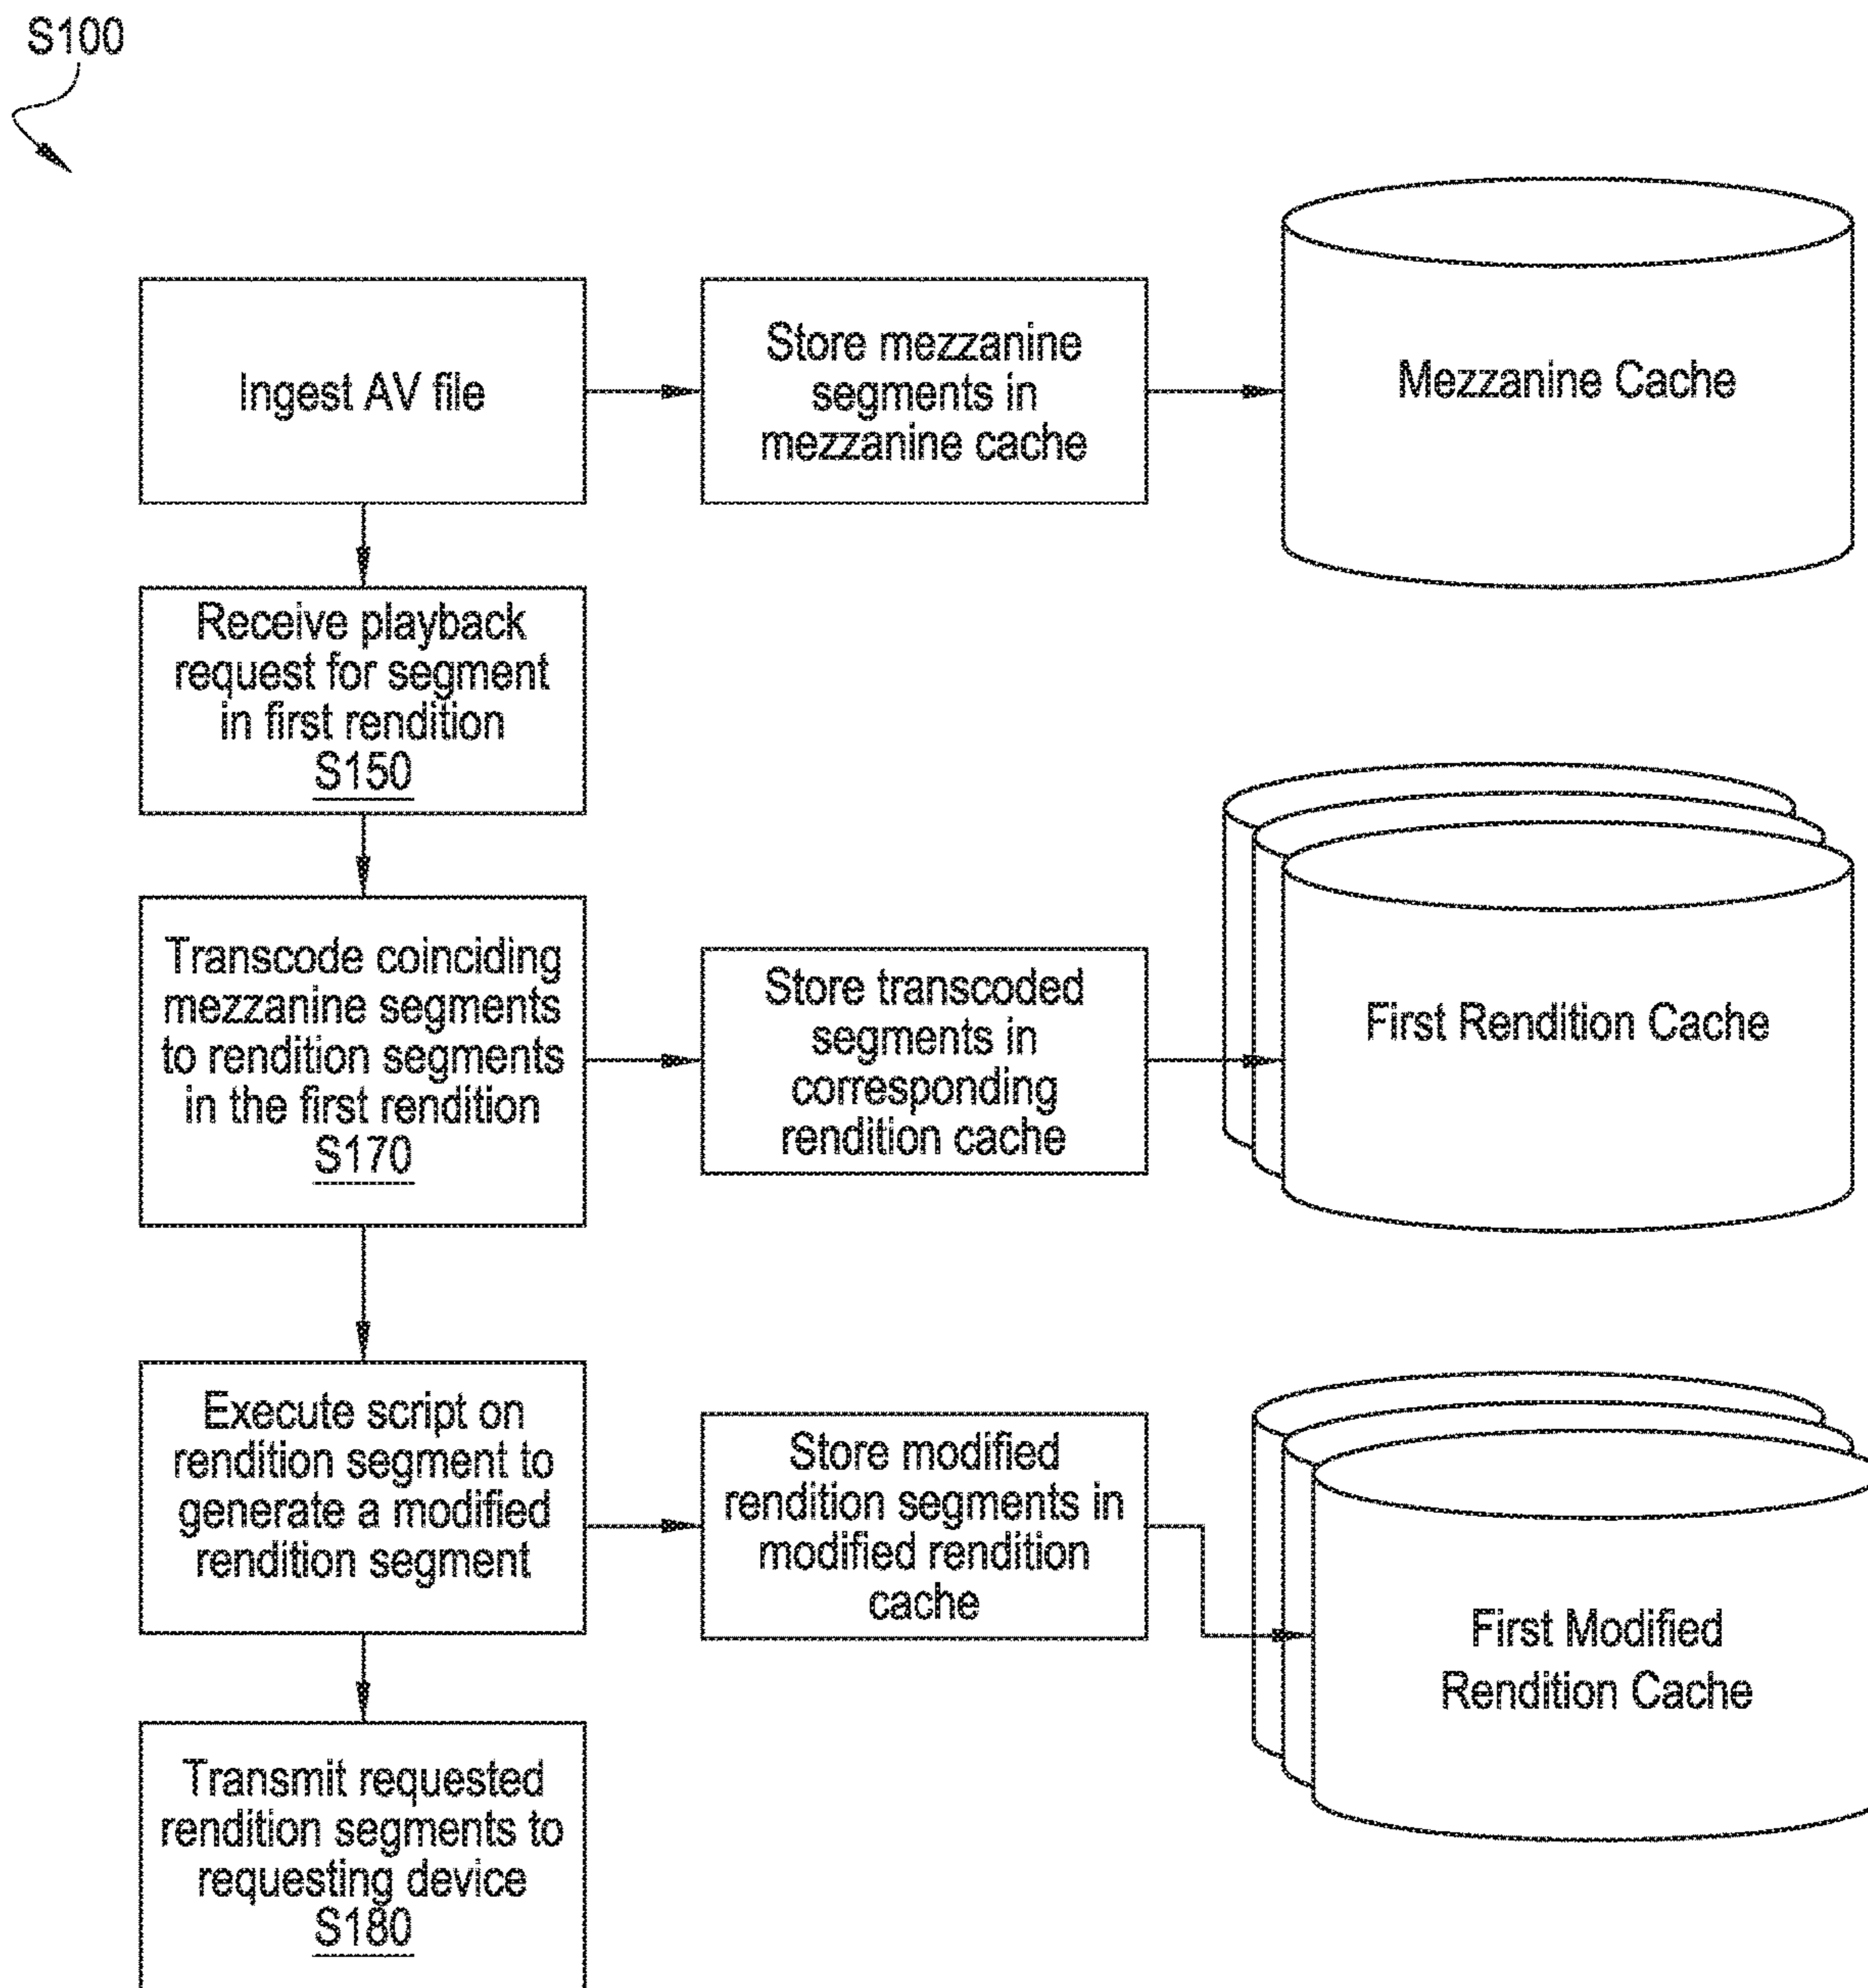 S100
Ingest AV file
Store mezzanine
segments in
mezzanine cache
Mezzanine Cache
Receive playback
request for segment
in first rendition
S150
Transcode coinciding
mezzanine segments
to rendition segments
in the first rendition
S170
Store transcoded
segments in
corresponding
rendition cache
First Rendition Cache
Execute script on
rendition segment to
generate a modified
rendition segment
Store modified
rendition segments in
modified rendition
cache
First Modified
Rendition Cache
Transmit requested
rendition segments to
requesting device
S180